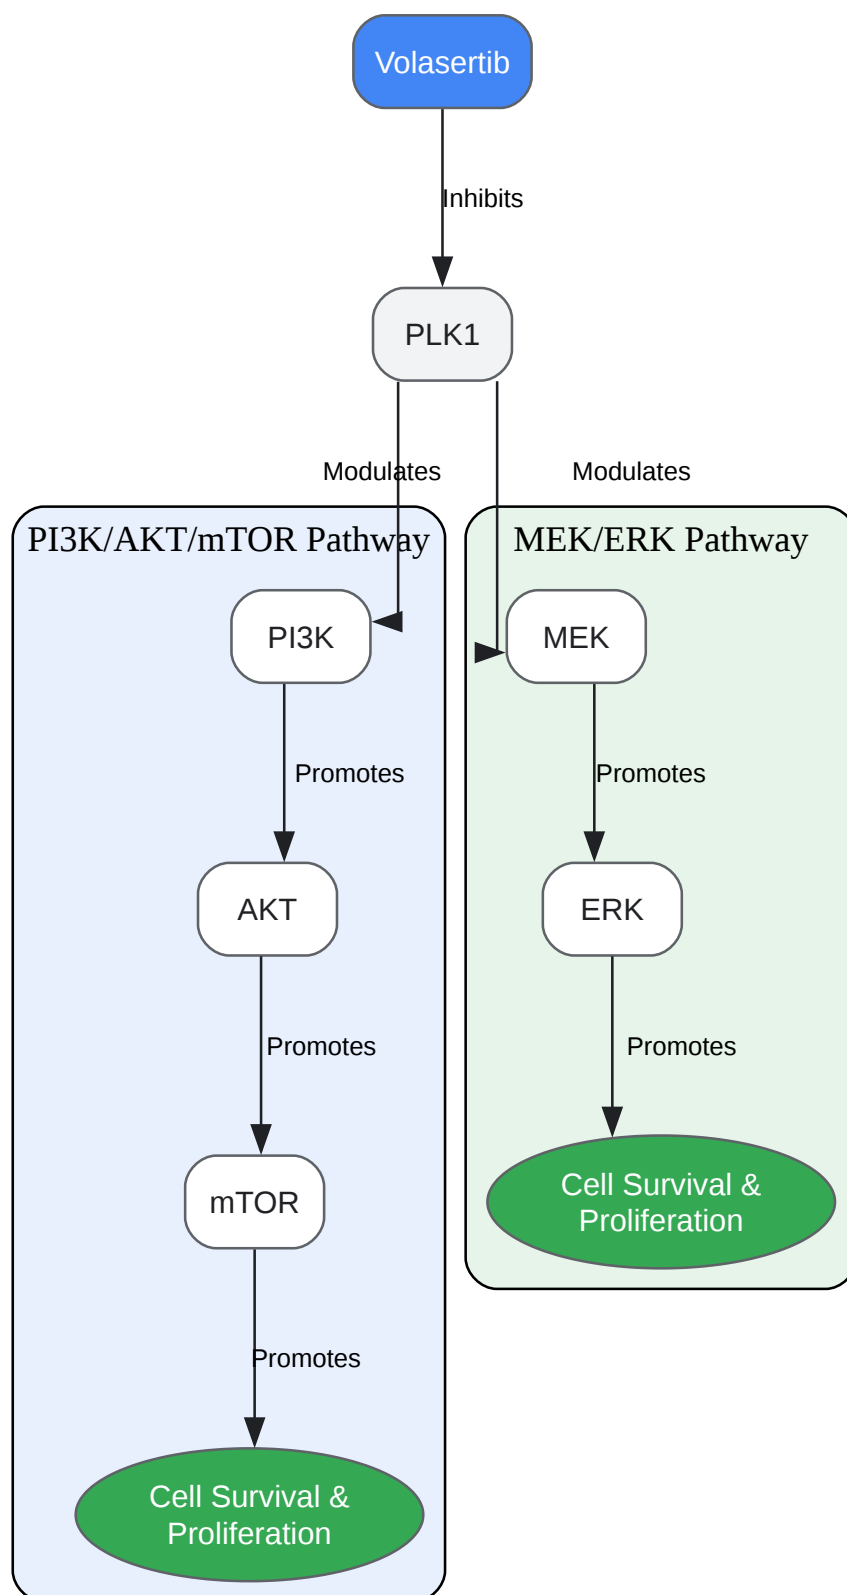 Volasertib
Inhibits
PLK1
Modulates
Modulates
PI3K/AKT/mTOR Pathway
MEK/ERK Pathway
PI3K
MEK
Promotes
Promotes
AKT
ERK
Promotes
Promotes
mTOR
Cell Survival &
Proliferation
Promotes
Cell Survival &
Proliferation